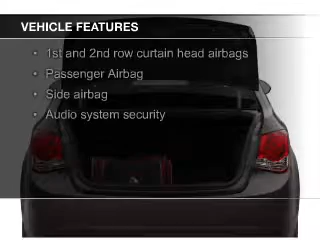 VEHICLE FEATURES
• 1st and 2nd row curtain head airbags
• Passenger Airbag
• Side airbag
• Audio system security